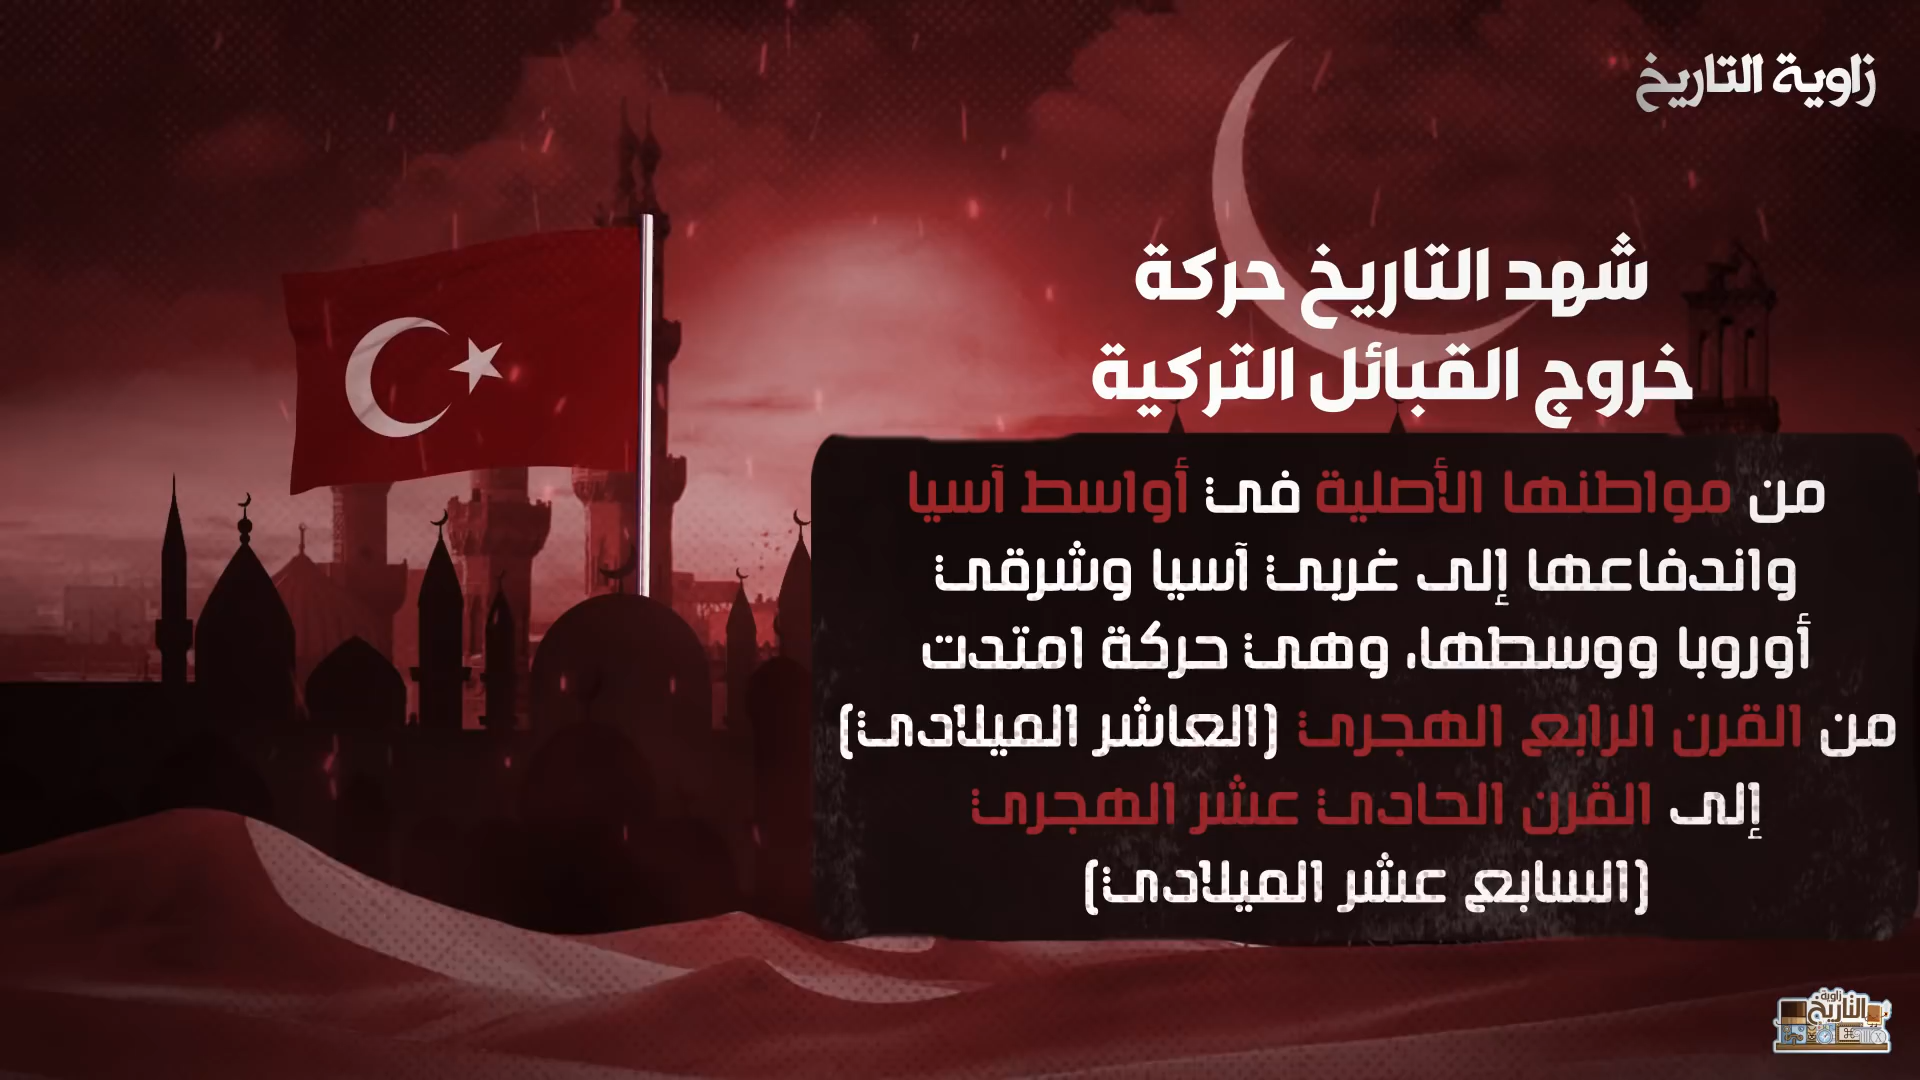 زاوية التاريخ
شهد التاريخ حركة
خروج القبائل التركية
من مواطنها الأصلية في أواسط آسيا
واندفاعها إلى غربي آسيا وشرقي
أوروبا ووسطها، وهي حركة امتدت
من القرن الرابع الهجري (العاشر الميلادي)
إلى القرن الحادي عشر الهجري
(السابع عشر الميلادي)
زاوية
التاريخ